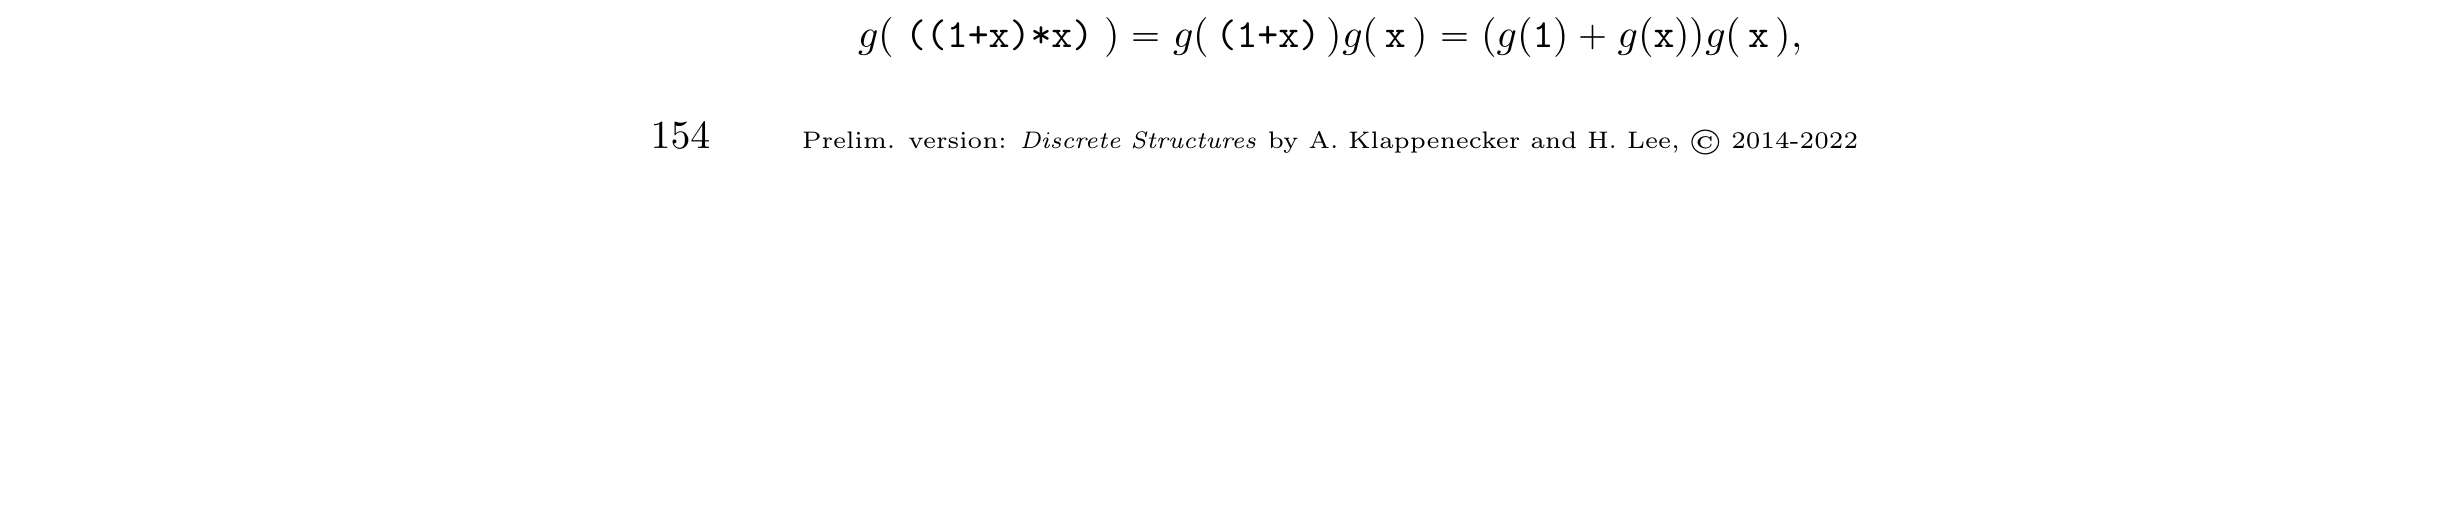 g( ((1+x)*x) ) = g( (1+x) )g( x ) = (g(1) + g(x))g( x ),
154 Prelim. version: Discrete Structures by A. Klappenecker and H. Lee, © 2014-2022